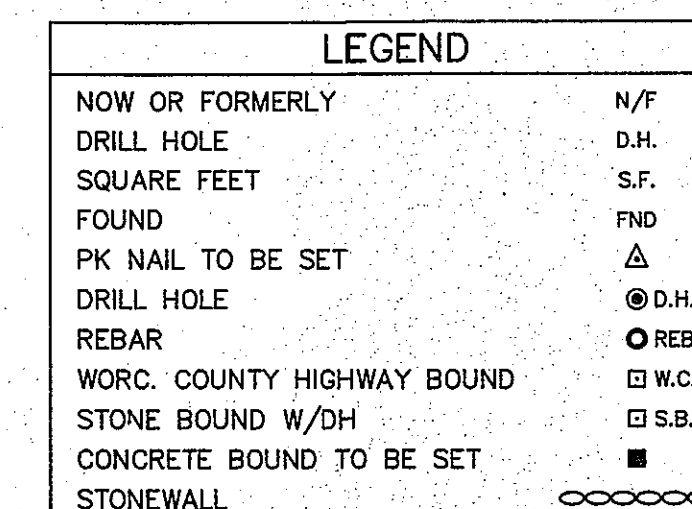 LEGEND
NOW OR FORMERLY N/F
DRILL HOLE D.H.
SQUARE FEET S.F.
FOUND FND
PK NAIL TO BE SET
DRILL HOLE D.H.
REBAR REB
WORC. COUNTY HIGHWAY BOUND W.C.
STONE BOUND W/DH S.B.
CONCRETE BOUND TO BE SET
STONEWALL